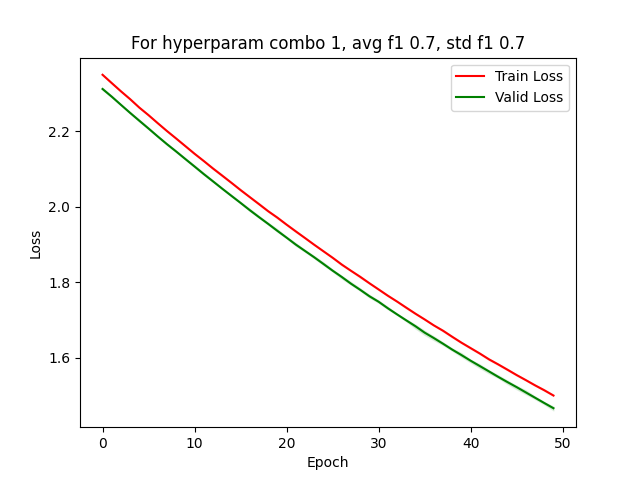 For hyperparam combo 1, avg f1 0.7, std f1 0.7
Train Loss
Valid Loss
Loss
2.2
2.0
1.8
1.6
0 10 20 30 40 50
Epoch